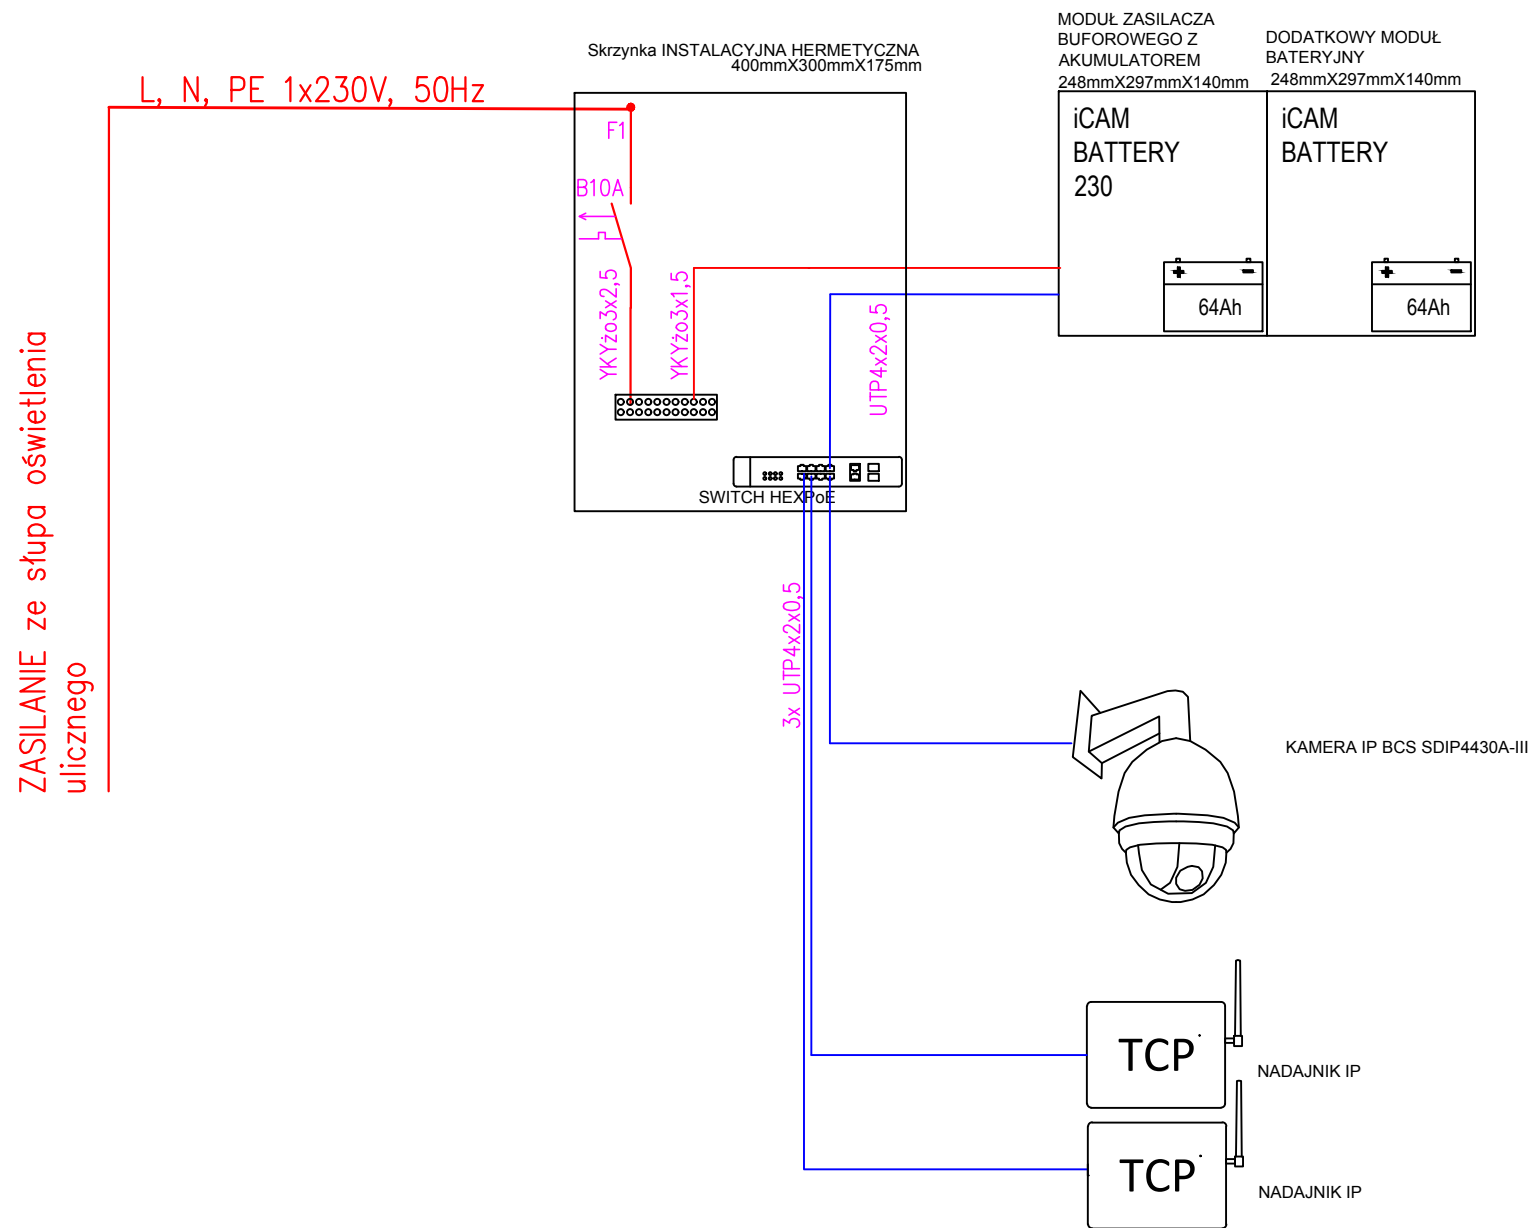 MODUŁ ZASILACZA
BUFOROWEGO Z
AKUMULATOREM
248mmX297mmX140mm
DODATKOWY MODUŁ
BATERYJNY
248mmX297mmX140mm
Skrzynka INSTALACYJNA HERMETYCZNA
400mmX300mmX175mm
L, N, PE 1x230V, 50Hz
F1
B10A
YKYżo3x2,5
YKYżo3x1,5
UTP4x2x0,5
iCAM
BATTERY
230
+ -
64Ah
iCAM
BATTERY
+ -
64Ah
SWITCH HEXPoE
ZASILANIE ze słupa oświetlenia
ulicznego
3x UTP4x2x0,5
KAMERA IP BCS SDIP4430A-III
TCP
NADAJNIK IP
TCP
NADAJNIK IP